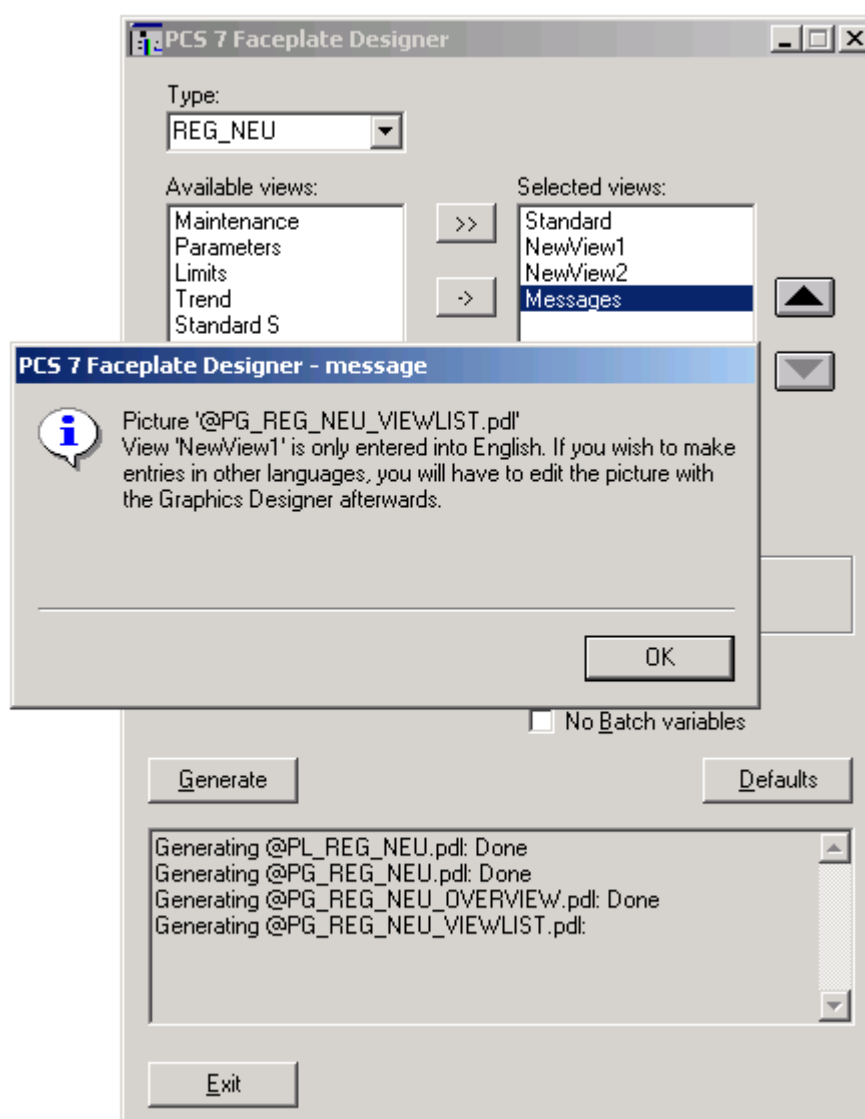 PCS 7 Faceplate Designer
Type:
REG_NEU
Available views:
Selected views:
Maintenance
Parameters
Limits
Trend
Standard S
>>
->
Standard
NewView1
NewView2
Messages
PCS 7 Faceplate Designer - message
Picture '@PG_REG_NEU_VIEWLIST.pdl'
View 'NewView1' is only entered into English. If you wish to make
entries in other languages, you will have to edit the picture with
the Graphics Designer afterwards.
OK
No Batch variables
Generate
Defaults
Generating @PL_REG_NEU.pdl: Done
Generating @PG_REG_NEU.pdl: Done
Generating @PG_REG_NEU_OVERVIEW.pdl: Done
Generating @PG_REG_NEU_VIEWLIST.pdl:
Exit